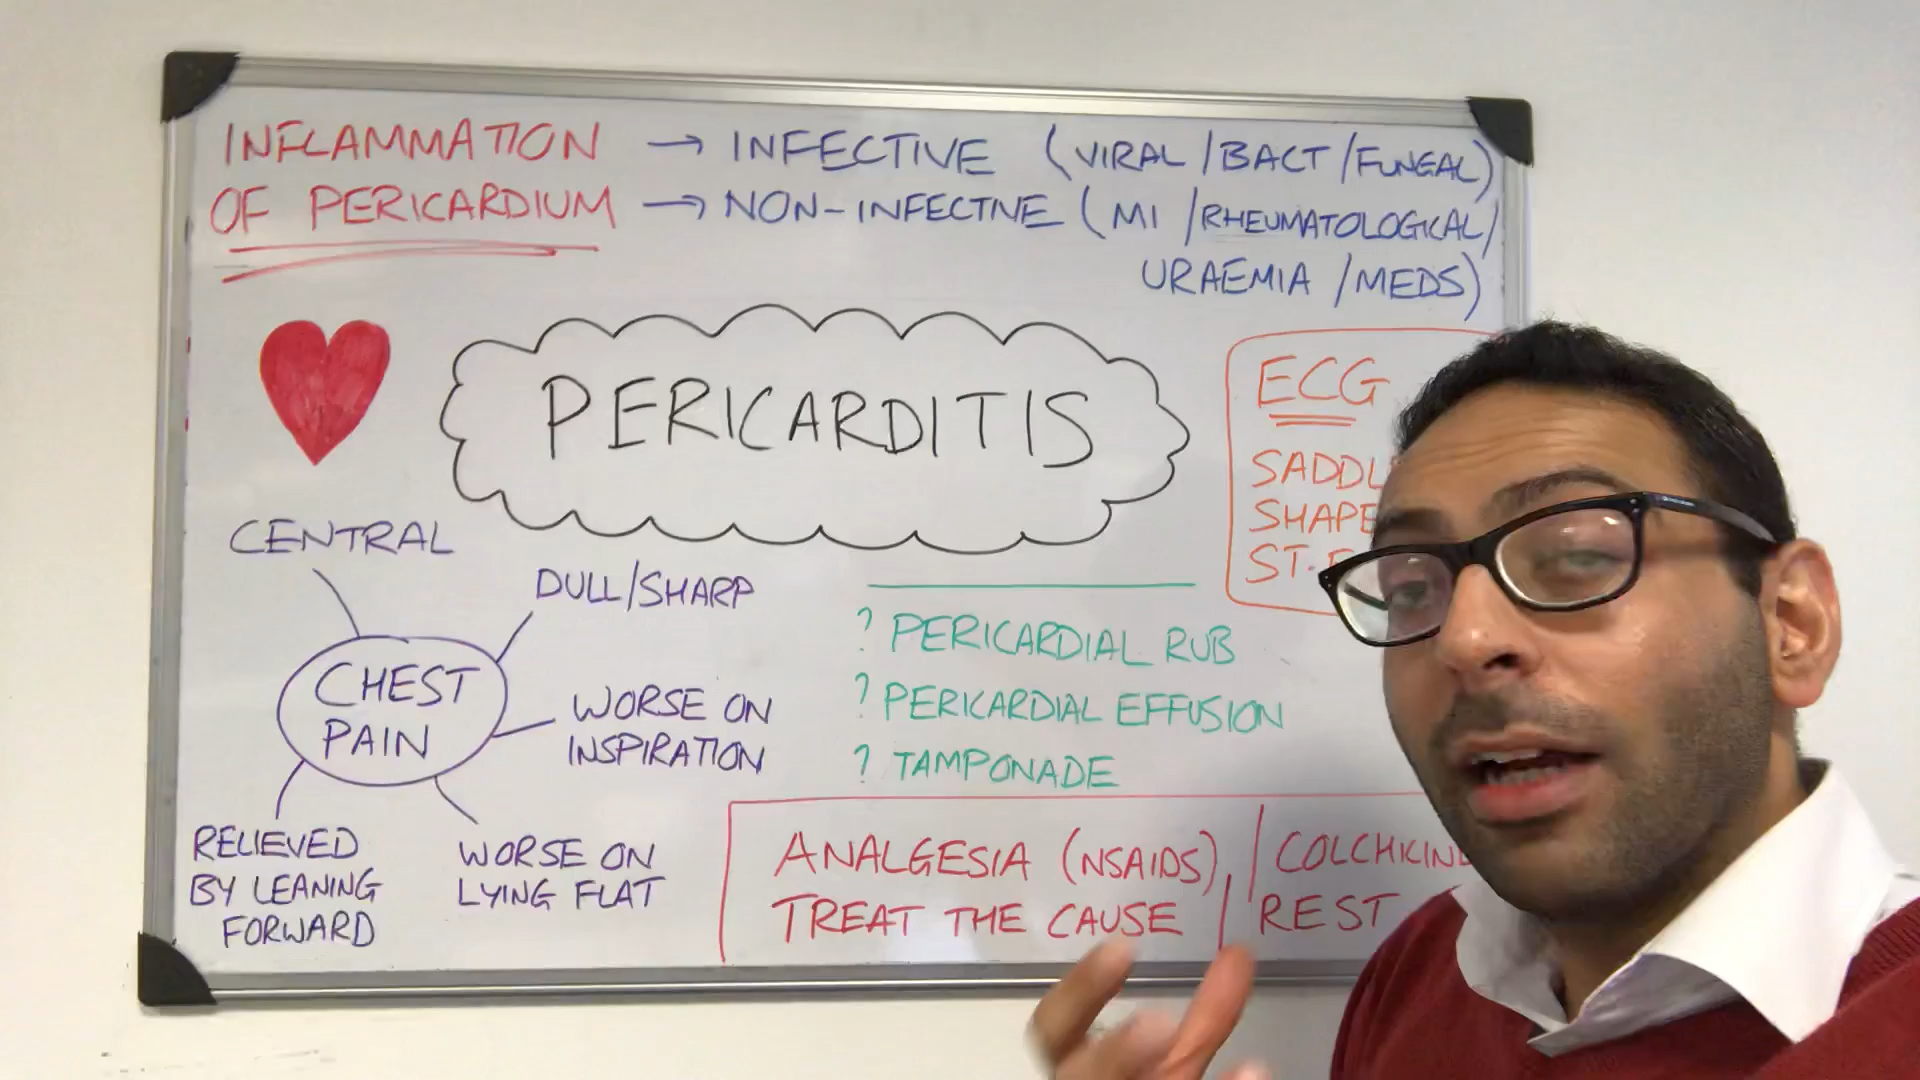 INFLAMMATION → INFECTIVE (VIRAL/BACT/FUNGAL)
OF PERICARDIUM → NON-INFECTIVE (MI/RHEUMATOLOGICAL/
URAEMIA/MEDS)
PERICARDITIS
ECG
ST.
CENTRAL
DULL/SHARP
CHEST
PAIN
WORSE ON
INSPIRATION
RELIEVED
BY LEANING
FORWARD
WORSE ON
LYING FLAT
? PERICARDIAL RUB
? PERICARDIAL EFFUSION
? TAMPONADE
ANALGESIA (NSAIDS), / COLCHICIN
TREAT THE CAUSE / REST